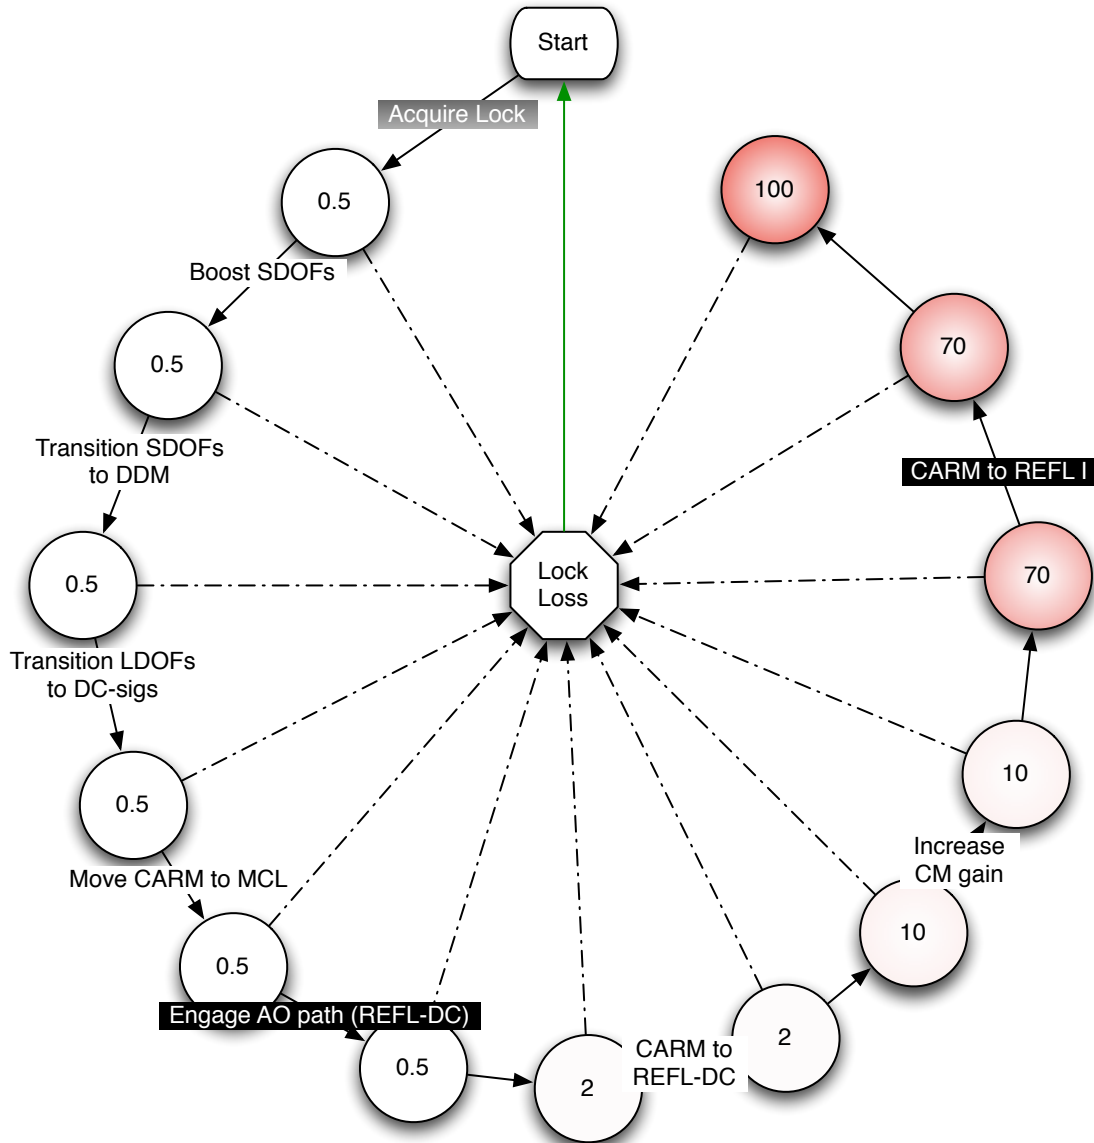 Start
Acquire Lock
0.5
Boost SDOFs
0.5
Transition SDOFs
to DDM
0.5
Transition LDOFs
to DC-sigs
0.5
Move CARM to MCL
0.5
Engage AO path (REFL-DC)
0.5
2
CARM to
REFL-DC
2
10
Increase
CM gain
10
70
CARM to REFL I
70
100
Lock
Loss